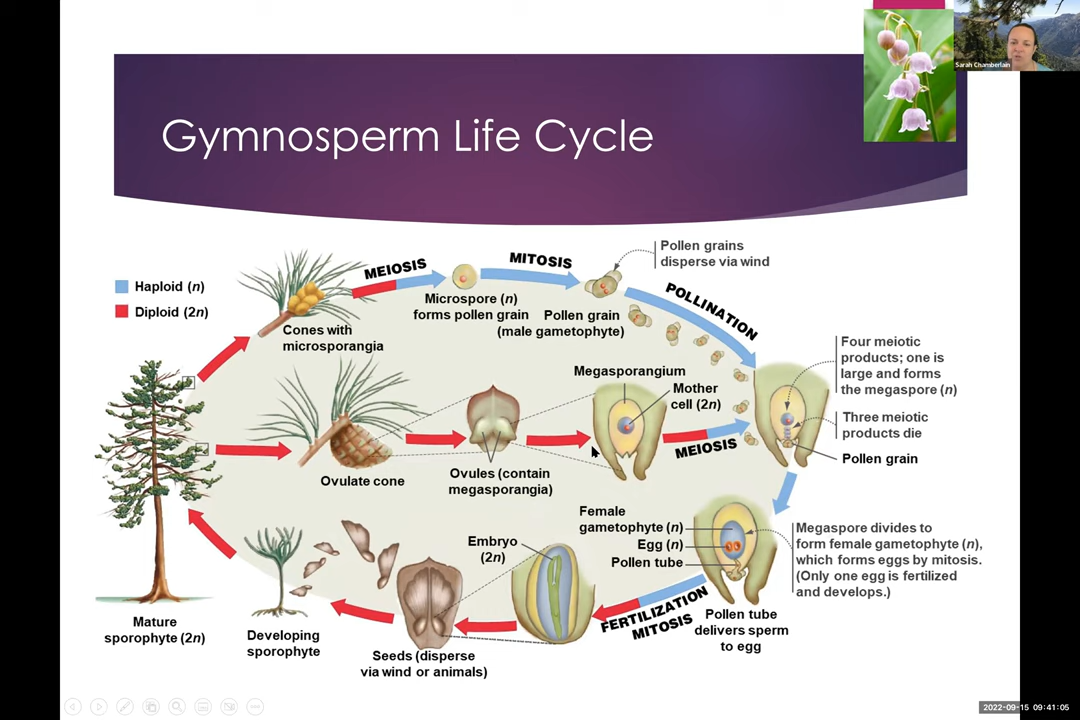 Sarah Chamberlain
Gymnosperm Life Cycle
Haploid (n)
Diploid (2n)
MEIOSIS
MITOSIS
Pollen grains
disperse via wind
POLLINATION
Cones with
microsporangia
Microspore (n)
forms pollen grain
Pollen grain
(male gametophyte)
Four meiotic
products; one is
large and forms
the megaspore (n)
Three meiotic
products die
Pollen grain
Megasporangium
Mother
cell (2n)
MEIOSIS
Ovulate cone
Ovules (contain
megasporangia)
Female
gametophyte (n)
Egg (n)
Pollen tube
Megaspore divides to
form female gametophyte (n),
which forms eggs by mitosis.
(Only one egg is fertilized
and develops.)
Embryo
(2n)
FERTILIZATION
MITOSIS
Pollen tube
delivers sperm
to egg
Mature
sporophyte (2n)
Developing
sporophyte
Seeds (disperse
via wind or animals)
2022-09-15 09:41:05